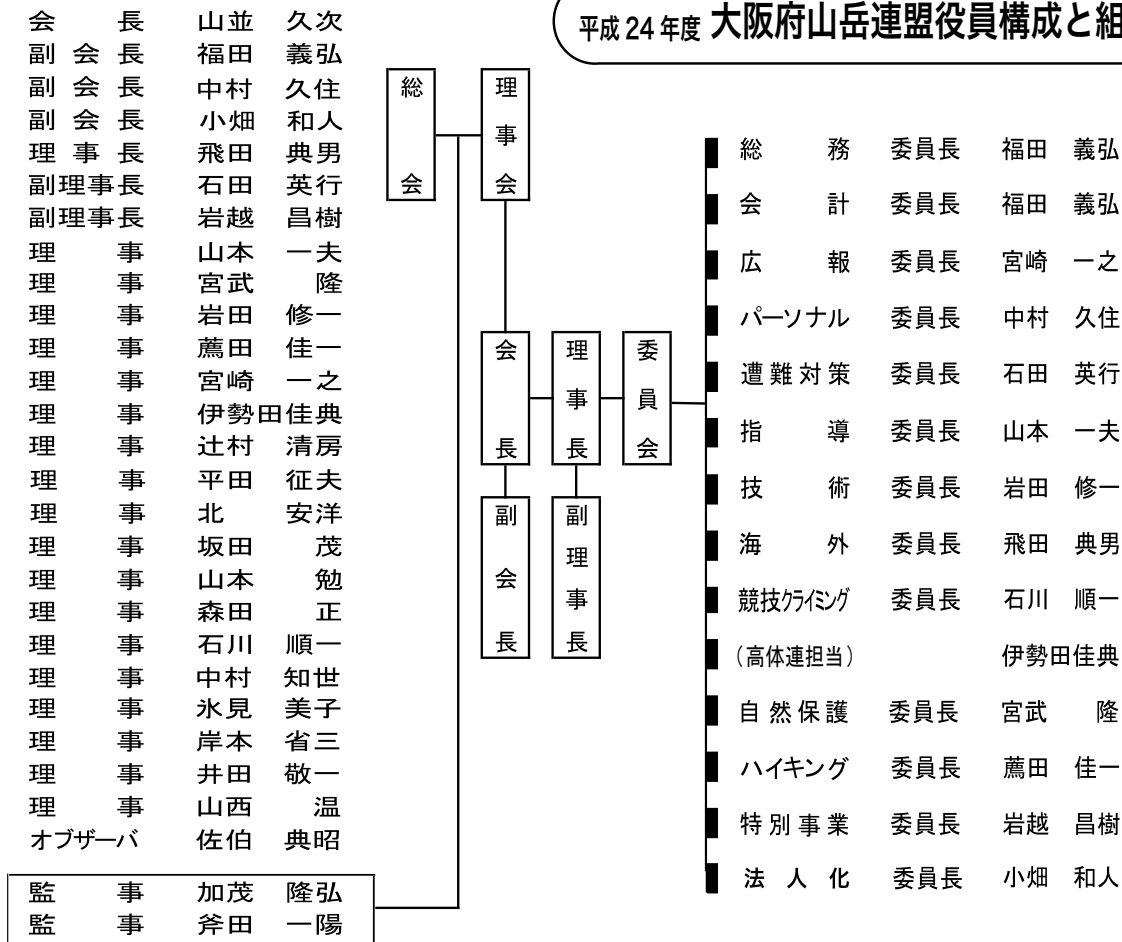 平成24年度 大阪府山岳連盟役員構成と組
会長 山並 久次
副会長 福田 義弘
副会長 中村 久住
副会長 小畑 和人
理事長 飛田 典男
副理事長 石田 英行
副理事長 岩越 昌樹
理事 山本 一夫
理事 宮武 隆
理事 岩田 修一
理事 薦田 佳一
理事 宮崎 一之
理事 伊勢田佳典
理事 辻村 清房
理事 平田 征夫
理事 北 安洋
理事 坂田 茂
理事 山本 勉
理事 森田 正
理事 石川 順一
理事 中村 知世
理事 氷見 美子
理事 岸本 省三
理事 井田 敬一
理事 山西 温
オブザーバ 佐伯 典昭
監事 加茂 隆弘
監事 斧田 一陽
総会
理事会
会長
理事長
委員会
副会長
副理事長
総務 委員長 福田 義弘
会計 委員長 福田 義弘
広報 委員長 宮崎 一之
パーソナル 委員長 中村 久住
遭難対策 委員長 石田 英行
指導 委員長 山本 一夫
技術 委員長 岩田 修一
海外 委員長 飛田 典男
競技クライミング 委員長 石川 順一
(高体連担当) 伊勢田佳典
自然保護 委員長 宮武 隆
ハイキング 委員長 薦田 佳一
特別事業 委員長 岩越 昌樹
法人化 委員長 小畑 和人